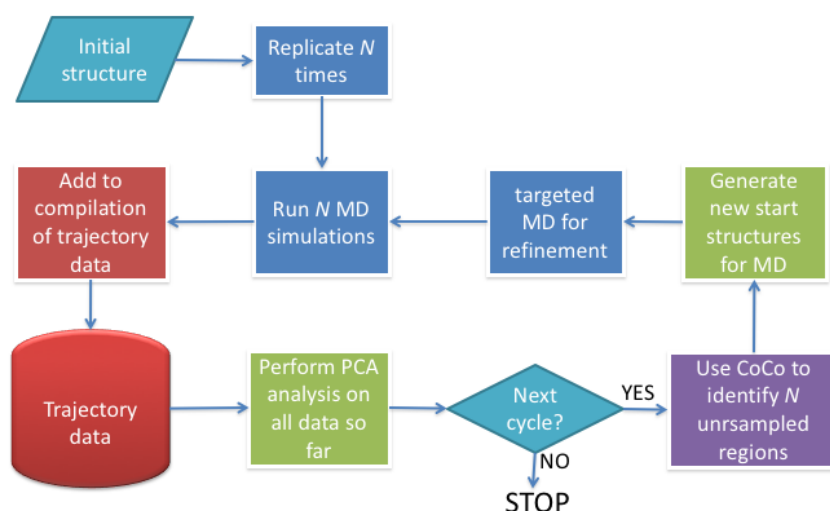 Initial
structure
Replicate N
times
Add to
compilation
of trajectory
data
Run N MD
simulations
targeted
MD for
refinement
Generate
new start
structures
for MD
Trajectory
data
Perform PCA
analysis on
all data so
far
Next
cycle?
YES
NO
STOP
Use CoCo to
identify N
unrsampled
regions